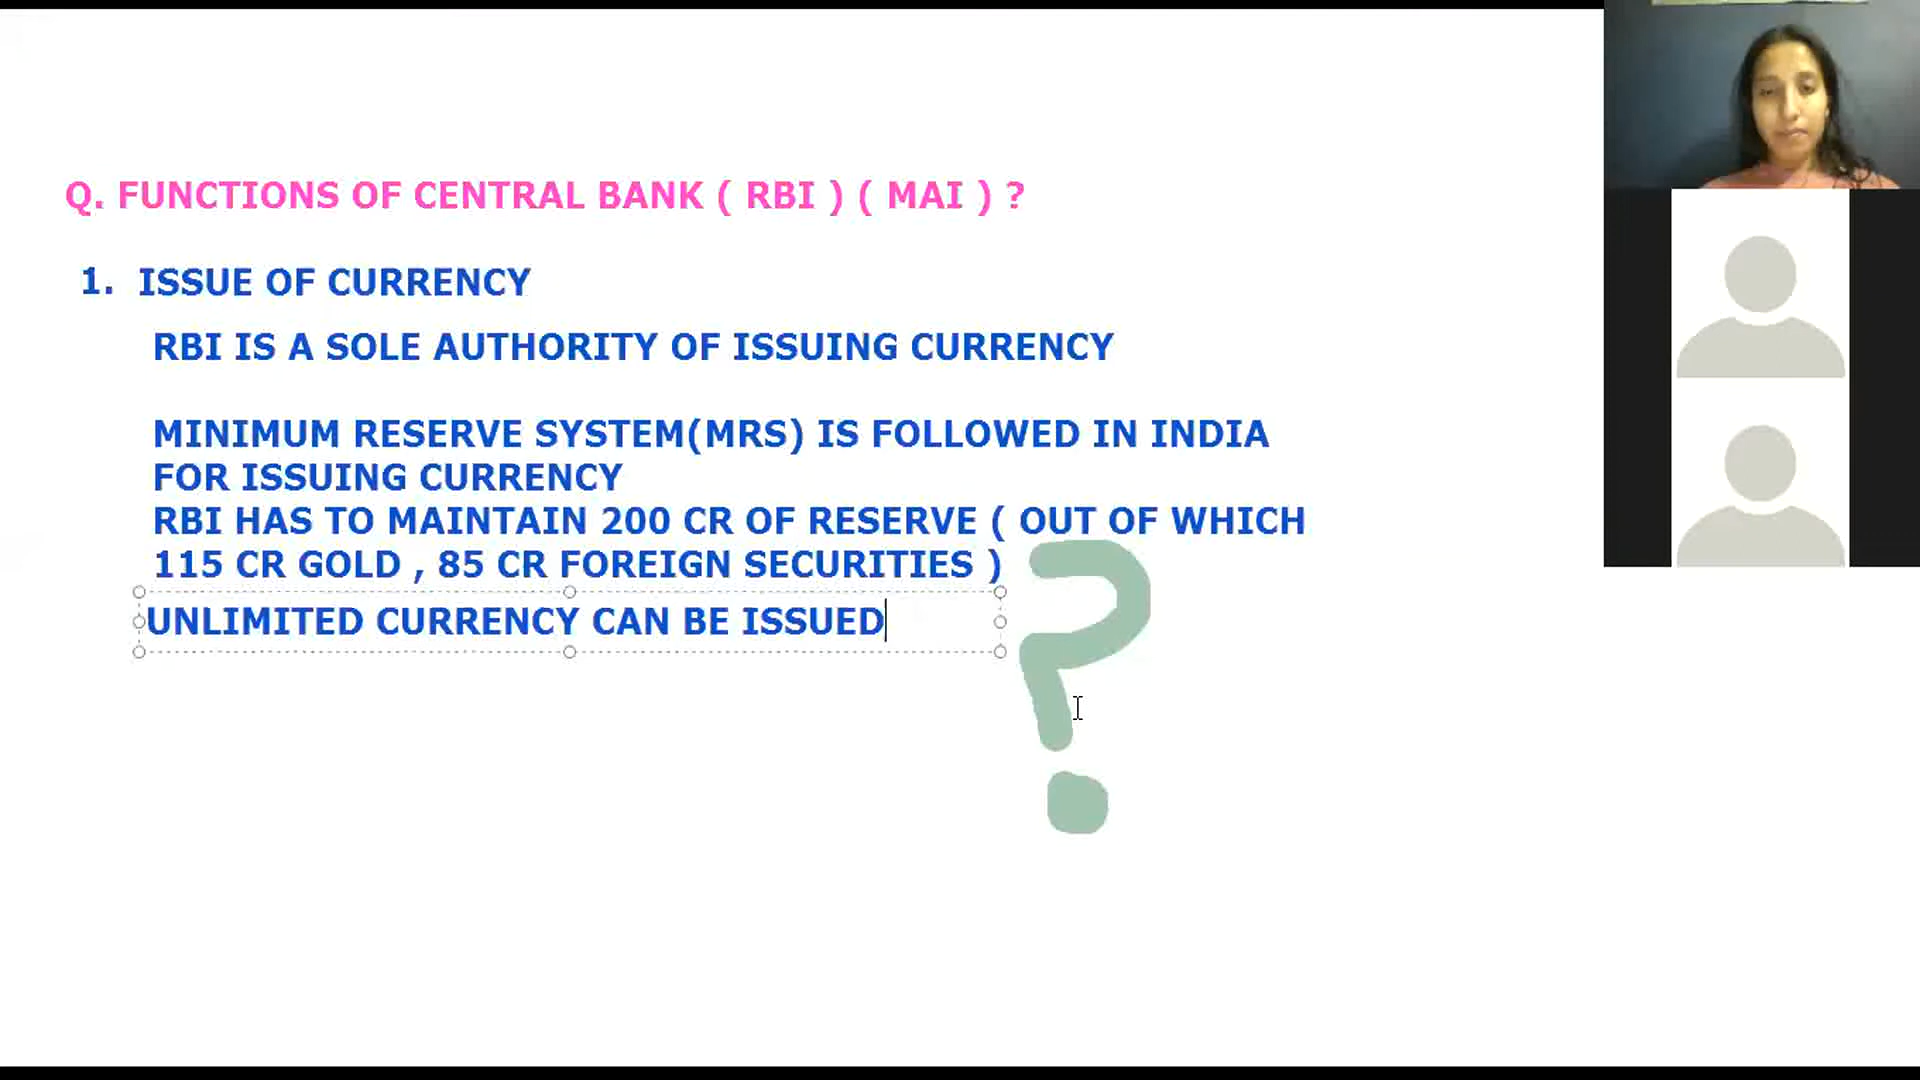 Q. FUNCTIONS OF CENTRAL BANK ( RBI ) ( MAI ) ?
1. ISSUE OF CURRENCY
RBI IS A SOLE AUTHORITY OF ISSUING CURRENCY
MINIMUM RESERVE SYSTEM(MRS) IS FOLLOWED IN INDIA
FOR ISSUING CURRENCY
RBI HAS TO MAINTAIN 200 CR OF RESERVE ( OUT OF WHICH
115 CR GOLD , 85 CR FOREIGN SECURITIES )
UNLIMITED CURRENCY CAN BE ISSUED
?